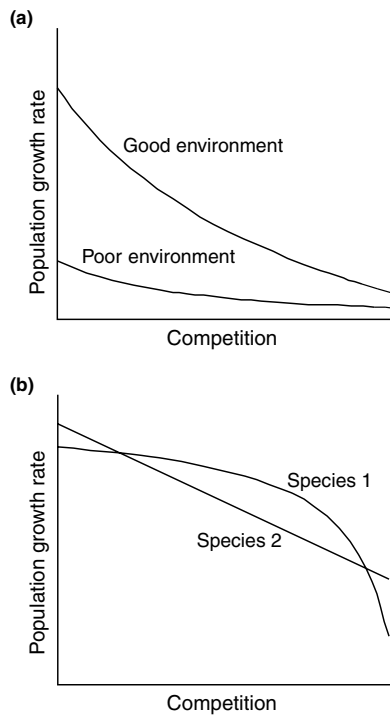 (a)
Population growth rate
Good environment
Poor environment
Competition
(b)
Population growth rate
Species 1
Species 2
Competition